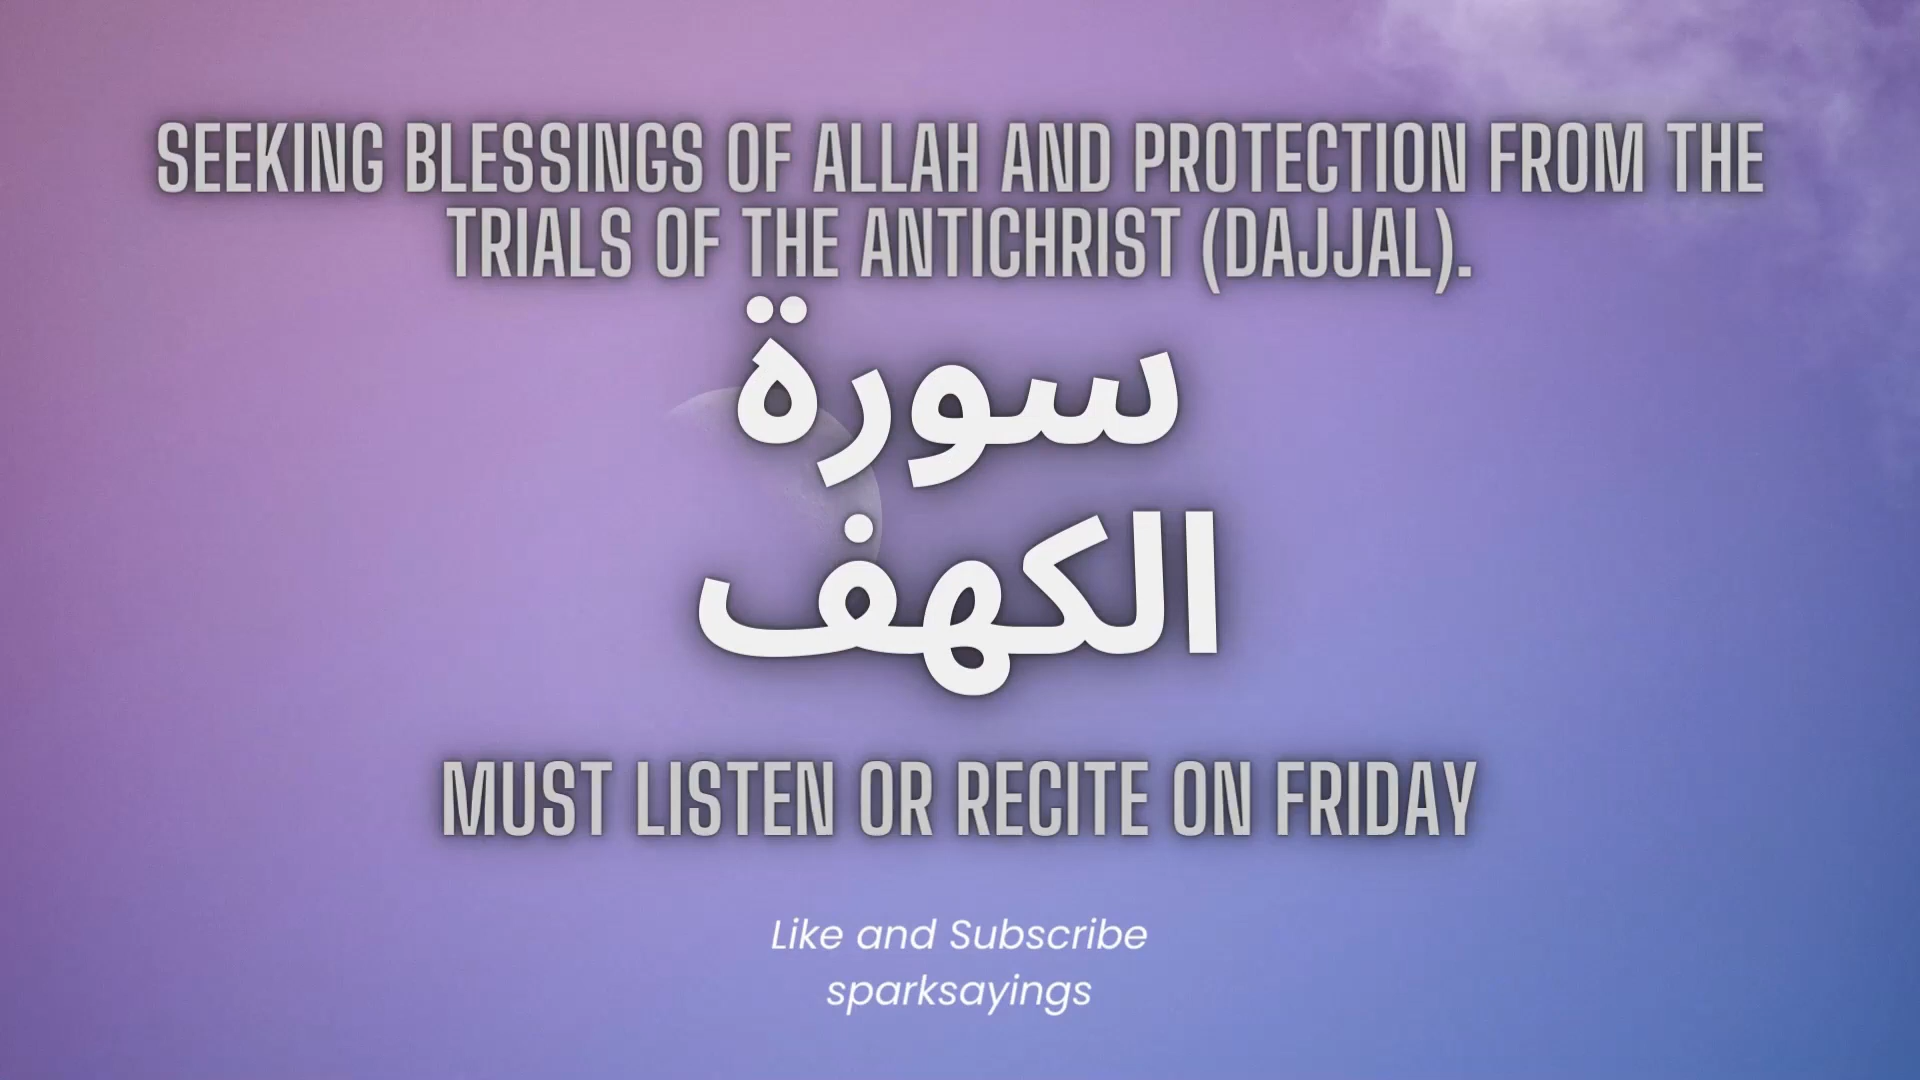 SEEKING BLESSINGS OF ALLAH AND PROTECTION FROM THE
TRIALS OF THE ANTICHRIST (DAJJAL).
سورة
الكهف
MUST LISTEN OR RECITE ON FRIDAY
Like and Subscribe
sparksayings